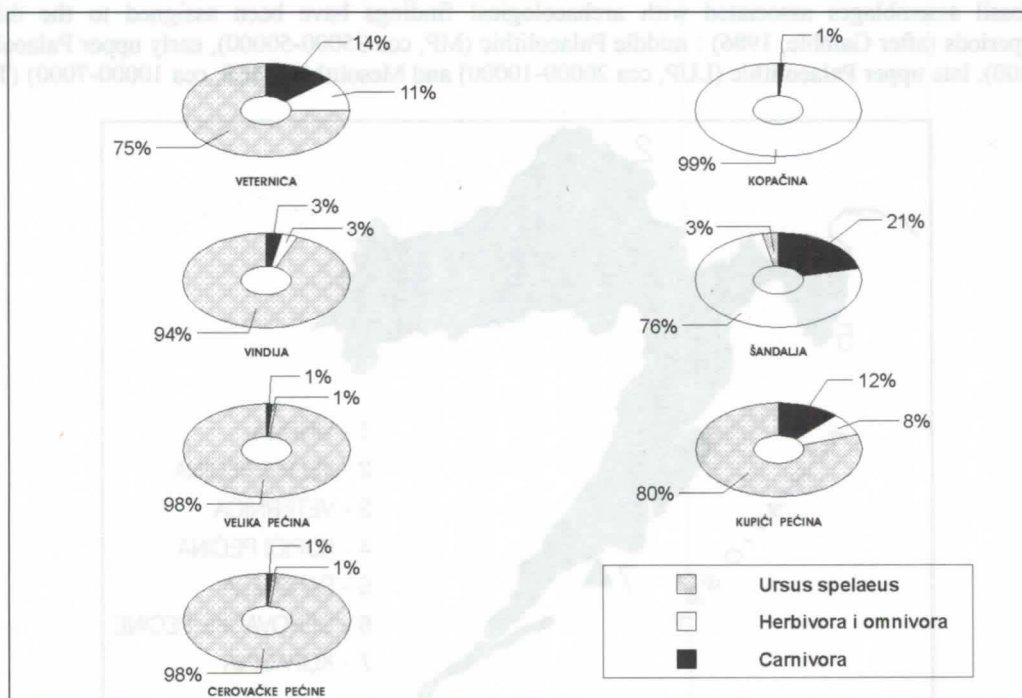 14%
11%
75%
VETERNICA
3%
3%
94%
VINDIJA
1%
1%
98%
VELIKA PEĆINA
1%
1%
98%
CEROVAČKE PEĆINE
1%
99%
KOPAČINA
3%
21%
76%
ŠANDALJA
12%
8%
80%
KUPIĆI PEĆINA
Ursus spelaeus
Herbivora i omnivora
Carnivora